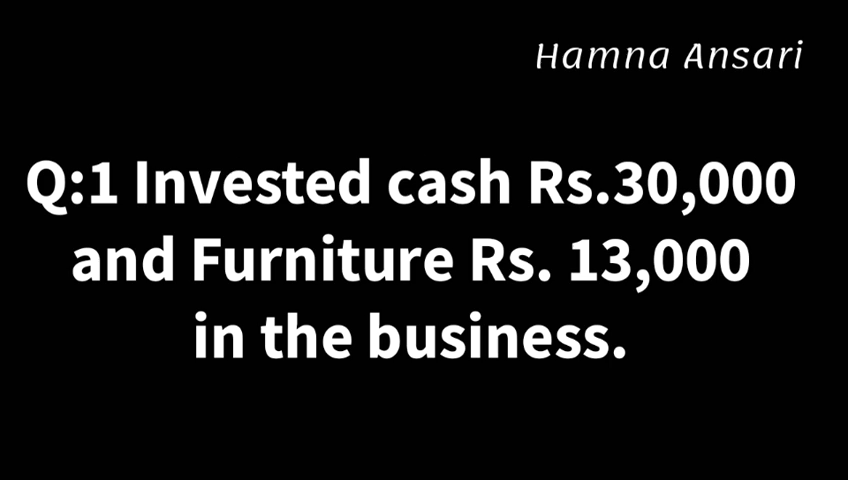 Hamna Ansari
Q:1 Invested cash Rs.30,000
and Furniture Rs. 13,000
in the business.